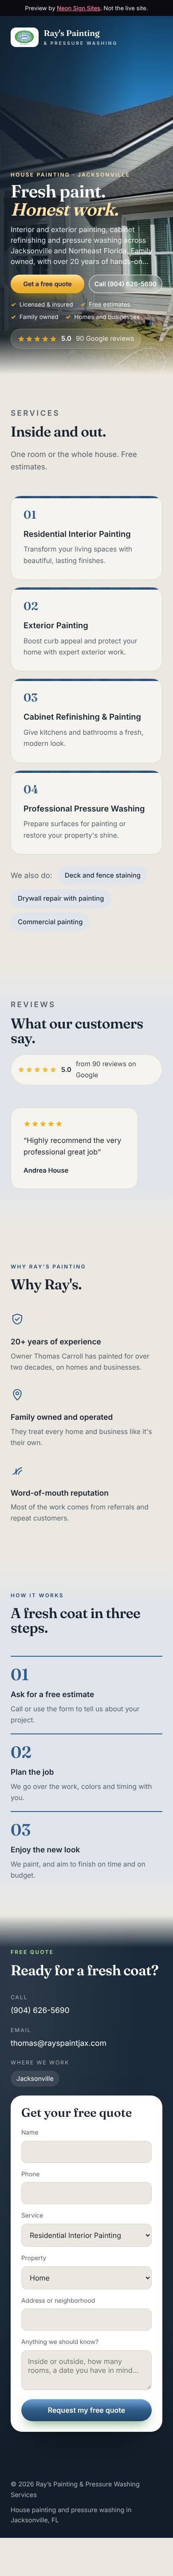 Preview by Neon Sign Sites. Not the live site.
Ray's Painting
& PRESSURE WASHING
HOUSE PAINTING · JACKSONVILLE
Fresh paint.
Honest work.
Interior and exterior painting, cabinet
refinishing and pressure washing across
Jacksonville and Northeast Florida. Family
owned, with over 20 years of hands-on...
Get a free quote
Call (904) 626-5690
Licensed & insured
Free estimates
Family owned
Homes and businesses
5.0 90 Google reviews
SERVICES
Inside and out.
One room or the whole house. Free
estimates.
01
Residential Interior Painting
Transform your living spaces with
beautiful, lasting finishes.
02
Exterior Painting
Boost curb appeal and protect your
home with expert exterior work.
03
Cabinet Refinishing & Painting
Give kitchens and bathrooms a fresh,
modern look.
04
Professional Pressure Washing
Prepare surfaces for painting or
restore your property's shine.
We also do:
Deck and fence staining
Drywall repair with painting
Commercial painting
REVIEWS
What our customers
say.
5.0
from 90 reviews on
Google
"Highly recommend the very
professional great job"
Andrea House
WHY RAY'S PAINTING
Why Ray's.
20+ years of experience
Owner Thomas Carroll has painted for over
two decades, on homes and businesses.
Family owned and operated
They treat every home and business like it's
their own.
Word-of-mouth reputation
Most of the work comes from referrals and
repeat customers.
HOW IT WORKS
A fresh coat in three
steps.
01
Ask for a free estimate
Call or use the form to tell us about your
project.
02
Plan the job
We go over the work, colors and timing with
you.
03
Enjoy the new look
We paint, and aim to finish on time and on
budget.
FREE QUOTE
Ready for a fresh coat?
CALL
(904) 626-5690
EMAIL
thomas@rayspaintjax.com
WHERE WE WORK
Jacksonville
Get your free quote
Name
Phone
Service
Residential Interior Painting
Property
Home
Address or neighborhood
Anything we should know?
Inside or outside, how many
rooms, a date you have in mind...
Request my free quote
© 2026 Ray's Painting & Pressure Washing
Services
House painting and pressure washing in
Jacksonville, FL